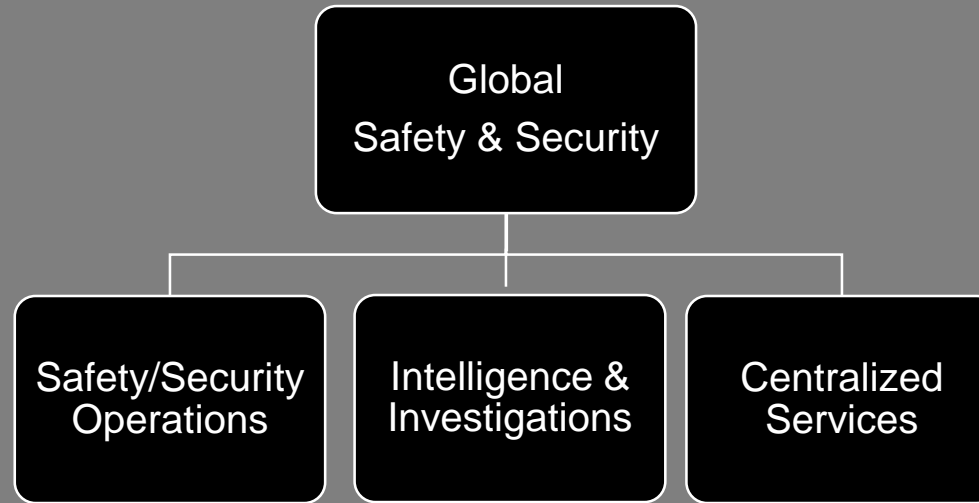 Global
Safety & Security
Safety/Security
Operations
Intelligence &
Investigations
Centralized
Services